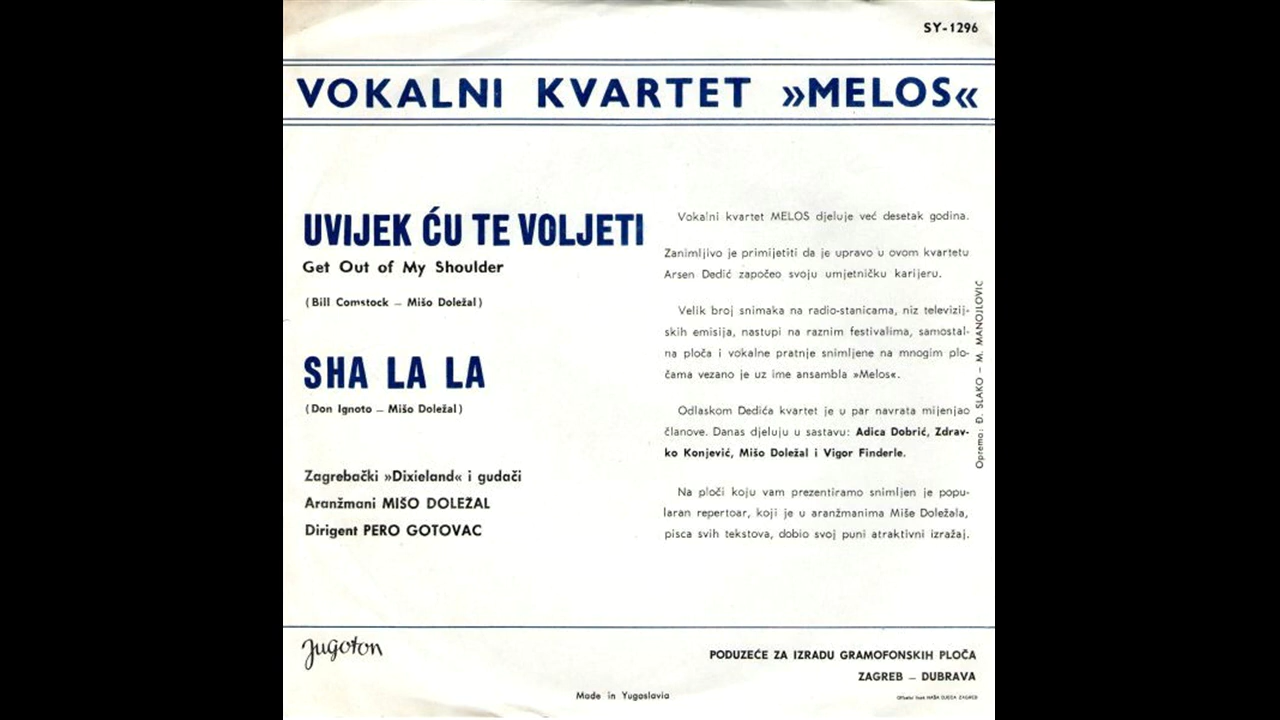 SY-1296
VOKALNI KVARTET »MELOS«
UVIJEK ĆU TE VOLJETI
Get Out of My Shoulder
(Bill Comstock – Mišo Doležal)
SHA LA LA
(Don Ignoto – Mišo Doležal)
Zagrebački »Dixieland« i gudači
Aranžmani MIŠO DOLEŽAL
Dirigent PERO GOTOVAC
Vokalni kvartet MELOS djeluje već desetak godina.
Zanimljivo je primijetiti da je upravo u ovom kvartetu
Arsen Dedić započeo svoju umjetničku karijeru.
Velik broj snimaka na radio-stanicama, niz televizij-
skih emisija, nastupi na raznim festivalima, samostal-
na ploča i vokalne pratnje snimljene na mnogim plo-
čama vezano je uz ime ansambla »Melos«.
Odlaskom Dedića kvartet je u par navrata mijenjao
članove. Danas djeluju u sastavu: Adica Dobrić, Zdrav-
ko Konjević, Mišo Doležal i Vigor Finderle.
Na ploči koju vam prezentiramo snimljen je popu-
laran repertoar, koji je u aranžmanima Miše Doležala,
pisca svih tekstova, dobio svoj puni atraktivni izražaj.
Oprema: Đ. SLAKO – M. MANOJLOVIĆ
Jugoton
PODUZEĆE ZA IZRADU GRAMOFONSKIH PLOČA
ZAGREB – DUBRAVA
Made in Yugoslavia
NAŠA DJECA ZAGREB